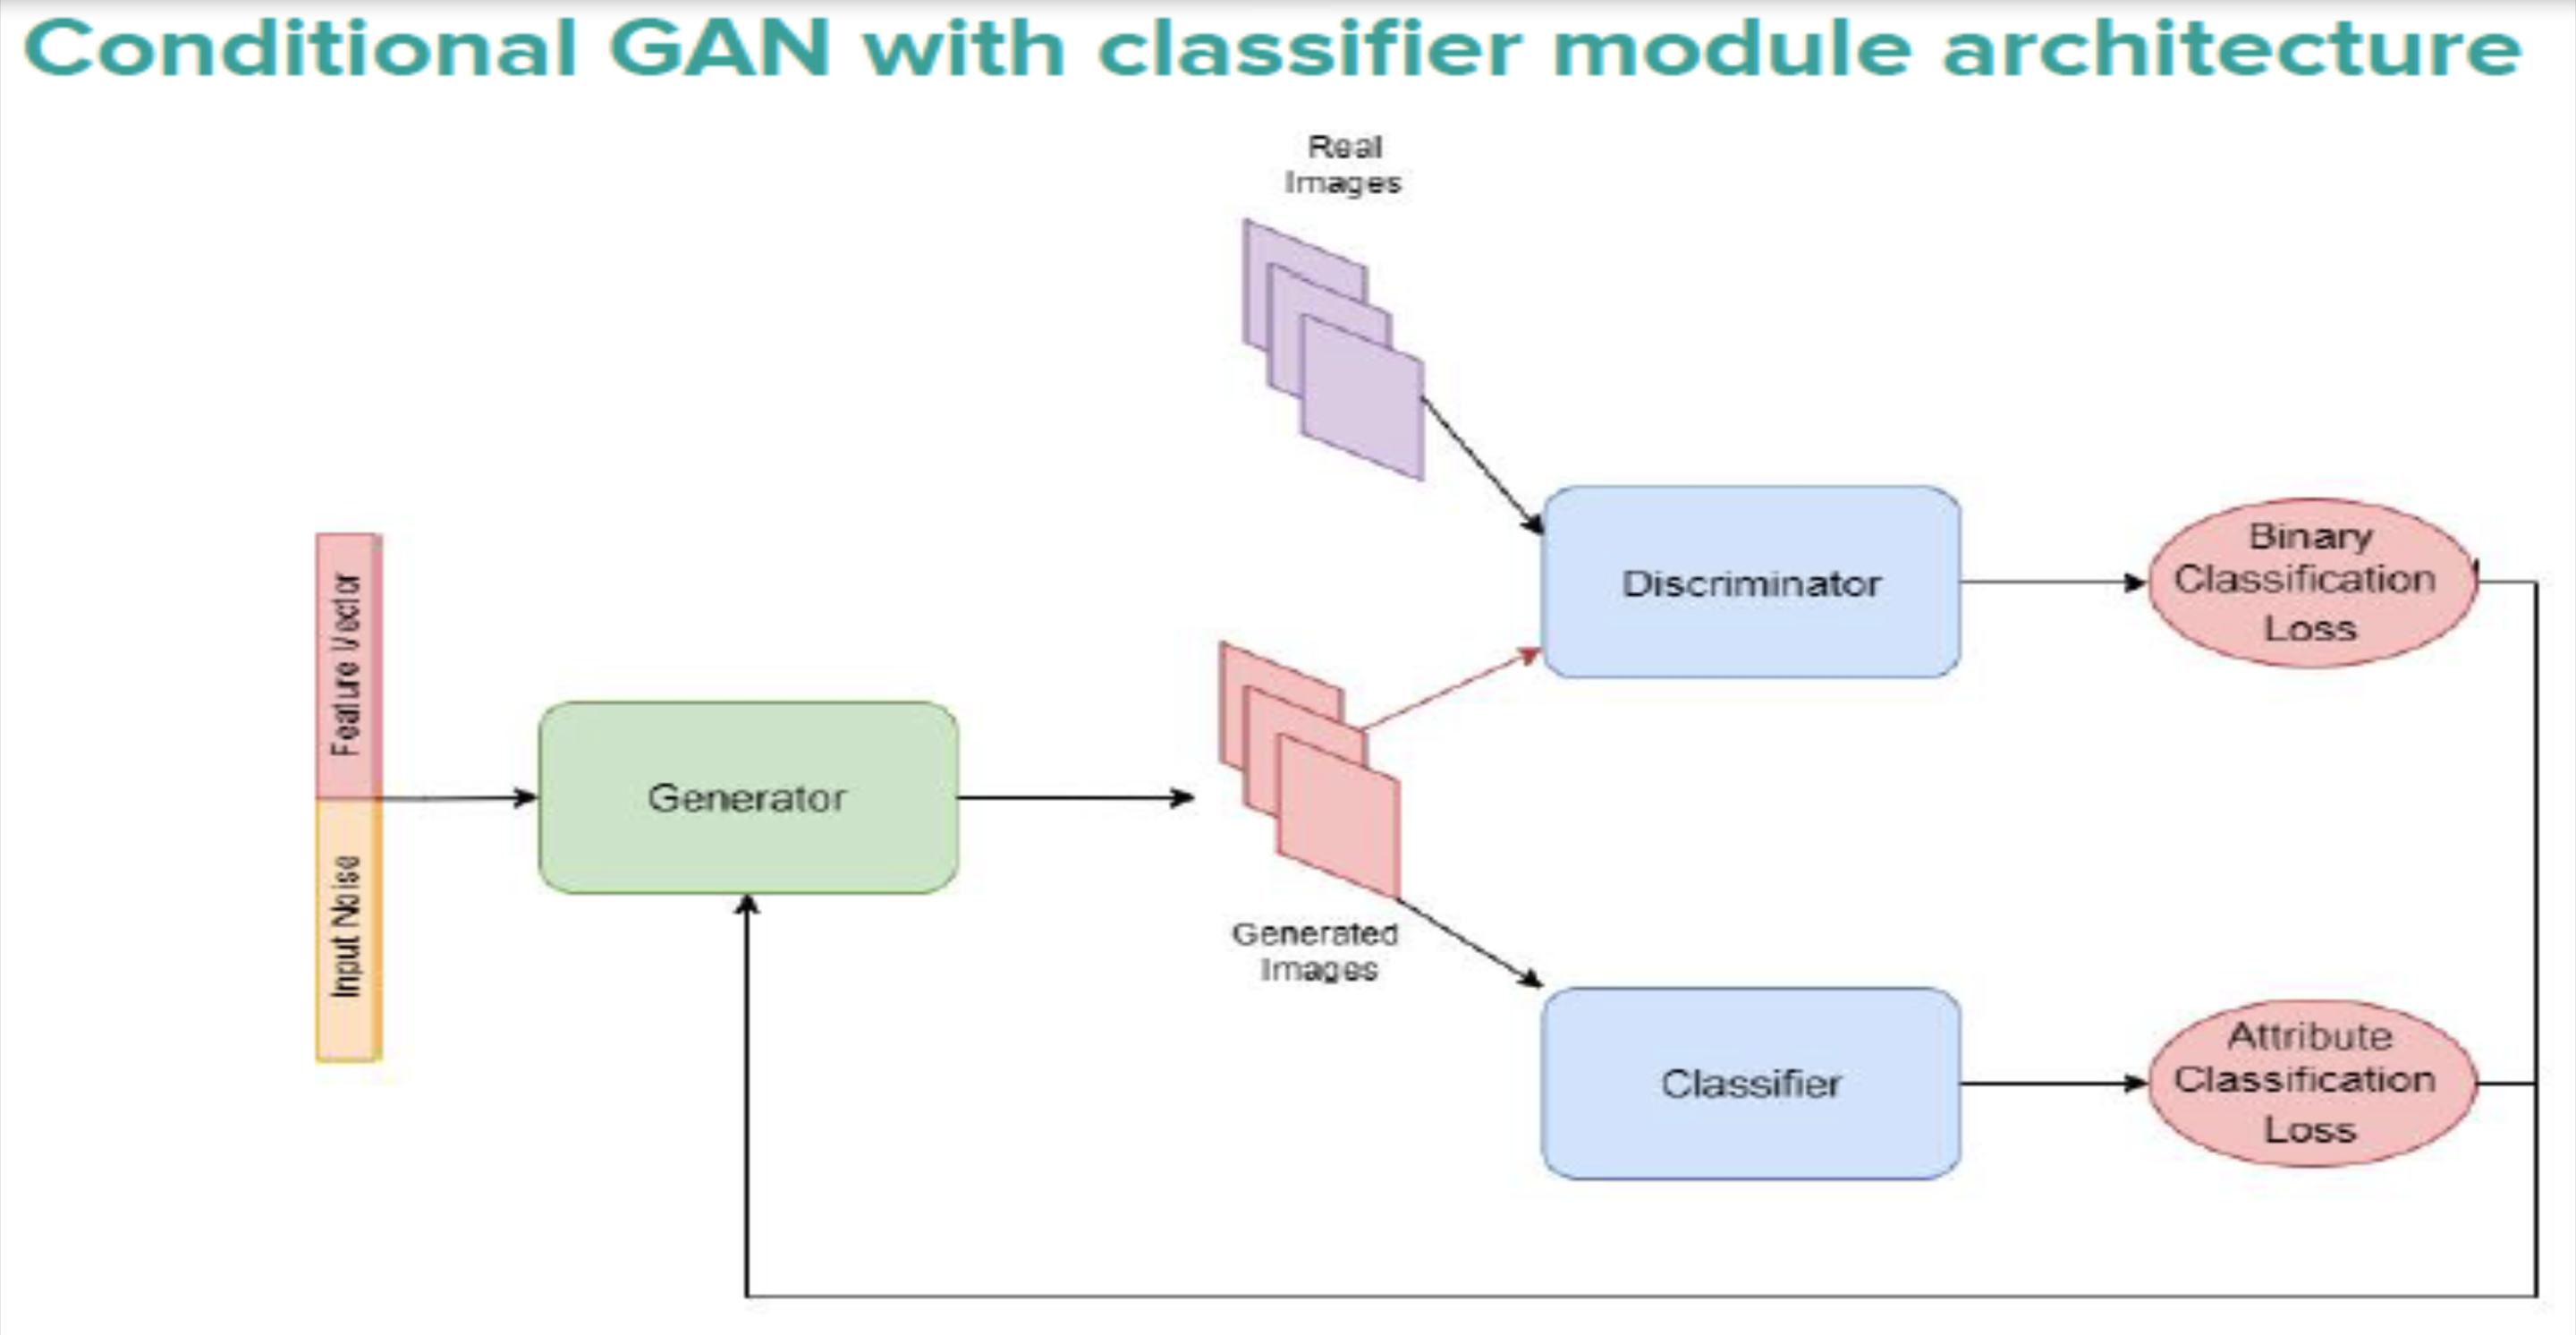 Conditional GAN with classifier module architecture
Real
Images
Feature Vector
Input Noise
Generator
Generated
Images
Discriminator
Binary
Classification
Loss
Classifier
Attribute
Classification
Loss